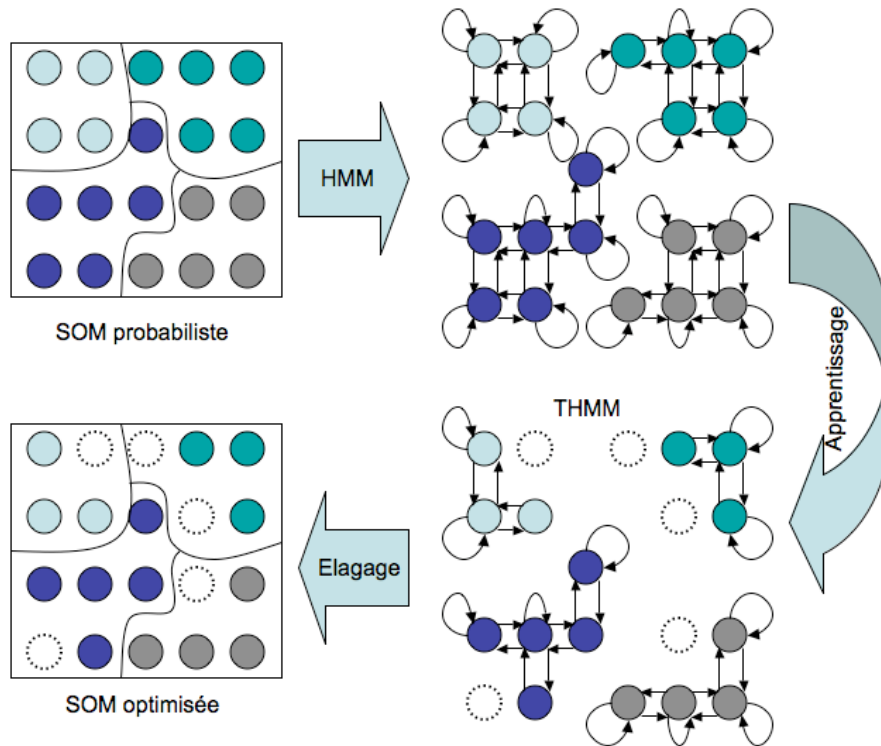 HMM
SOM probabiliste
Apprentissage
THMM
Elagage
SOM optimisée